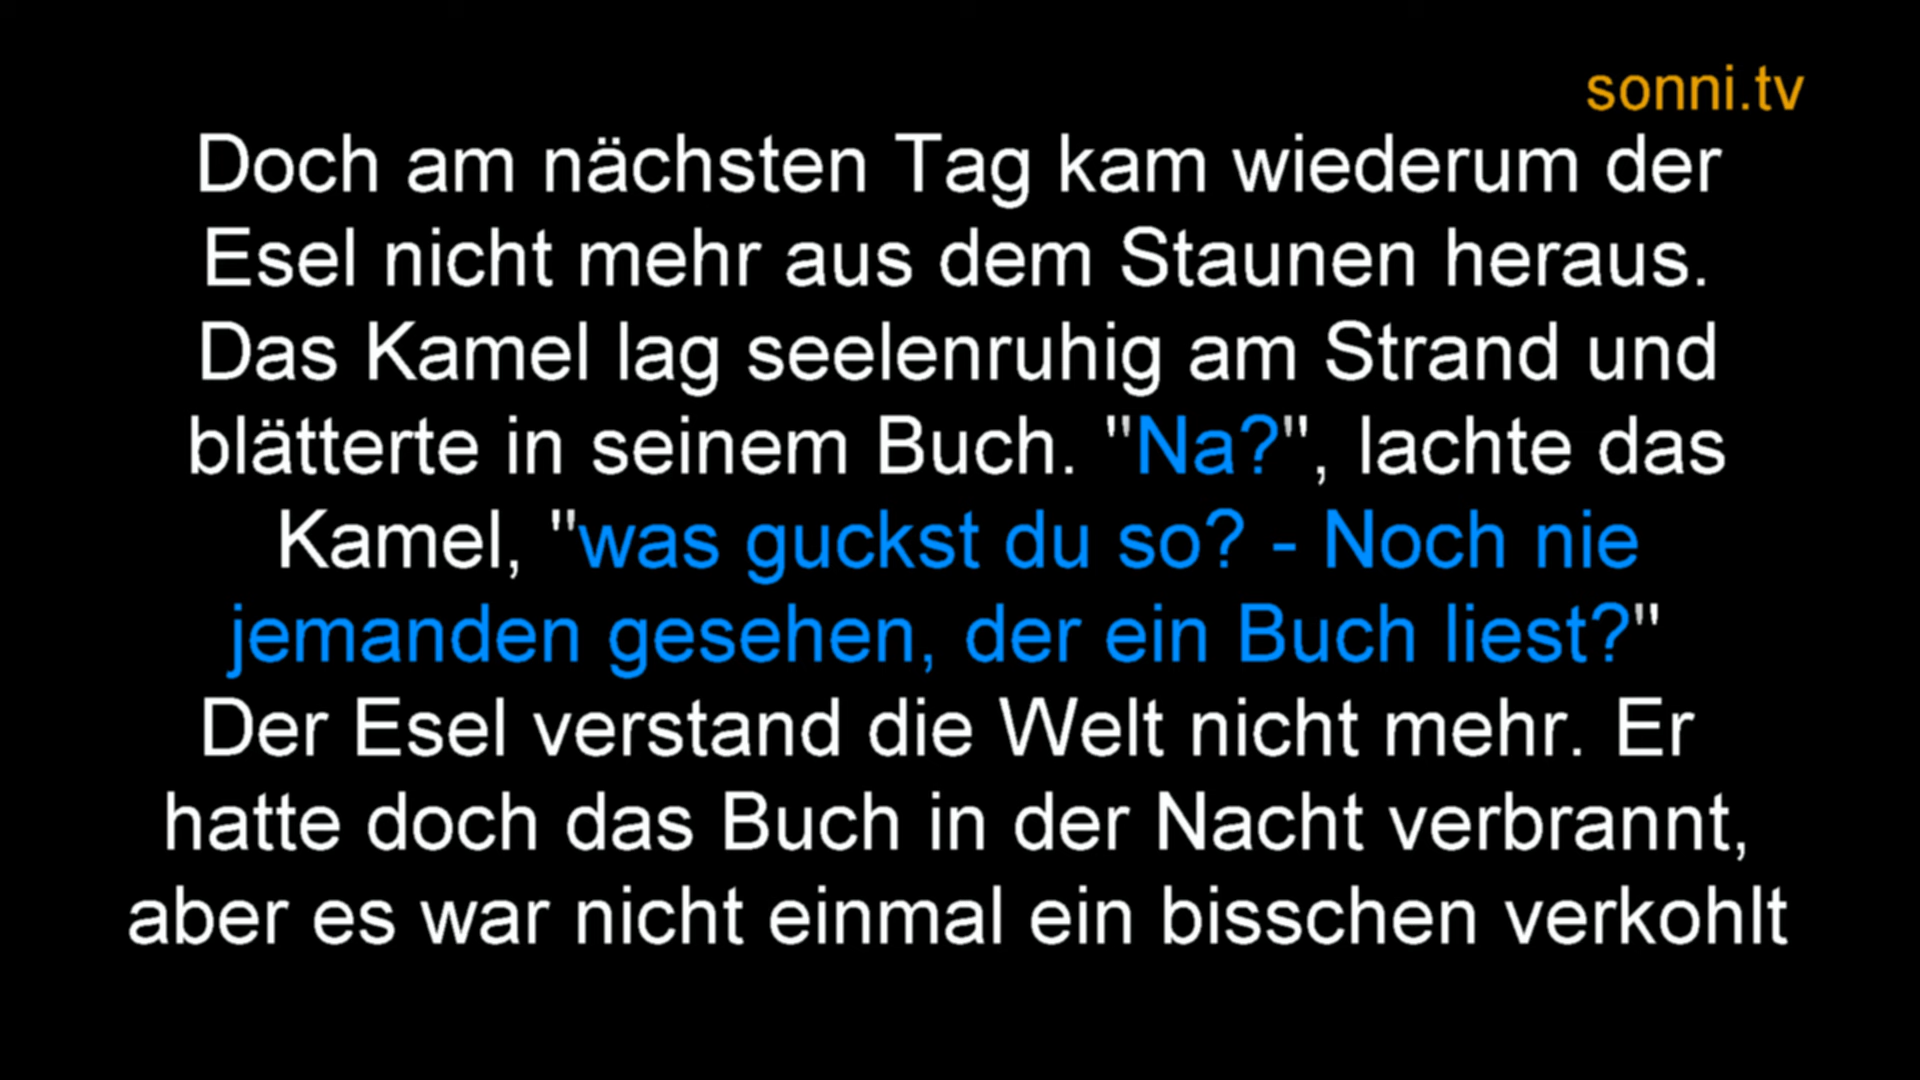 sonni.tv
Doch am nächsten Tag kam wiederum der
Esel nicht mehr aus dem Staunen heraus.
Das Kamel lag seelenruhig am Strand und
blätterte in seinem Buch. "Na?", lachte das
Kamel, "was guckst du so? - Noch nie
jemanden gesehen, der ein Buch liest?"
Der Esel verstand die Welt nicht mehr. Er
hatte doch das Buch in der Nacht verbrannt,
aber es war nicht einmal ein bisschen verkohlt